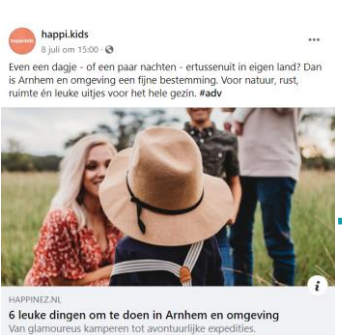 happi.kids
8 juli om 15:00 ·
Even een dagje - of een paar nachten - ertussenuit in eigen land? Dan
is Arnhem en omgeving een fijne bestemming. Voor natuur, rust,
ruimte én leuke uitjes voor het hele gezin. #adv
HAPPINEZ.NL
6 leuke dingen om te doen in Arnhem en omgeving
Van glamoureus kamperen tot avontuurlijke expedities.